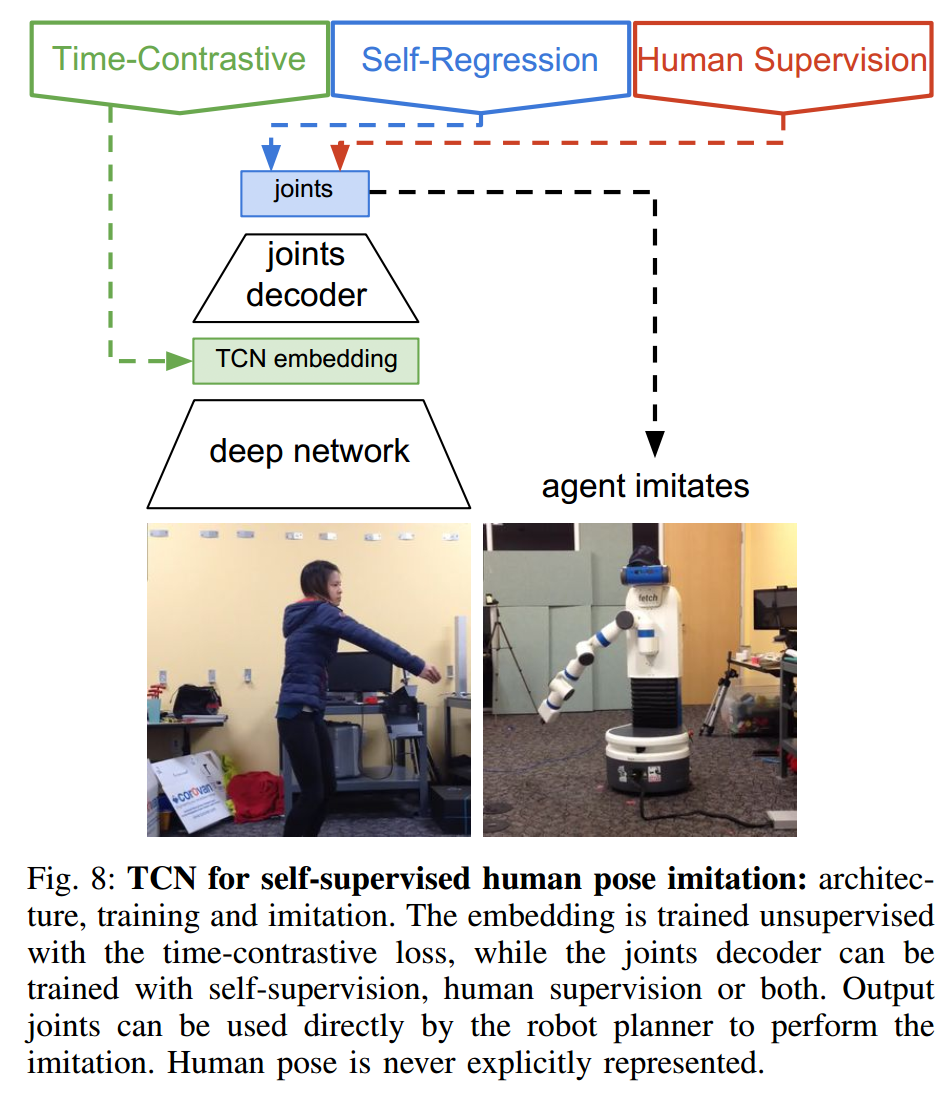 Time-Contrastive
Self-Regression
Human Supervision
joints
joints
decoder
TCN embedding
deep network
agent imitates
corovan
fetch
Fig. 8: TCN for self-supervised human pose imitation: architec-
ture, training and imitation. The embedding is trained unsupervised
with the time-contrastive loss, while the joints decoder can be
trained with self-supervision, human supervision or both. Output
joints can be used directly by the robot planner to perform the
imitation. Human pose is never explicitly represented.